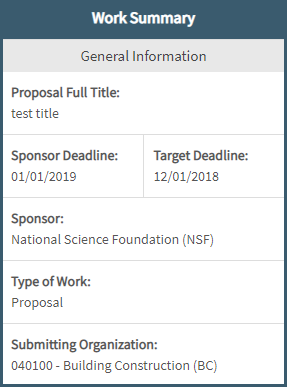 Work Summary
General Information
Proposal Full Title:
test title
Sponsor Deadline:
01/01/2019
Target Deadline:
12/01/2018
Sponsor:
National Science Foundation (NSF)
Type of Work:
Proposal
Submitting Organization:
040100 - Building Construction (BC)